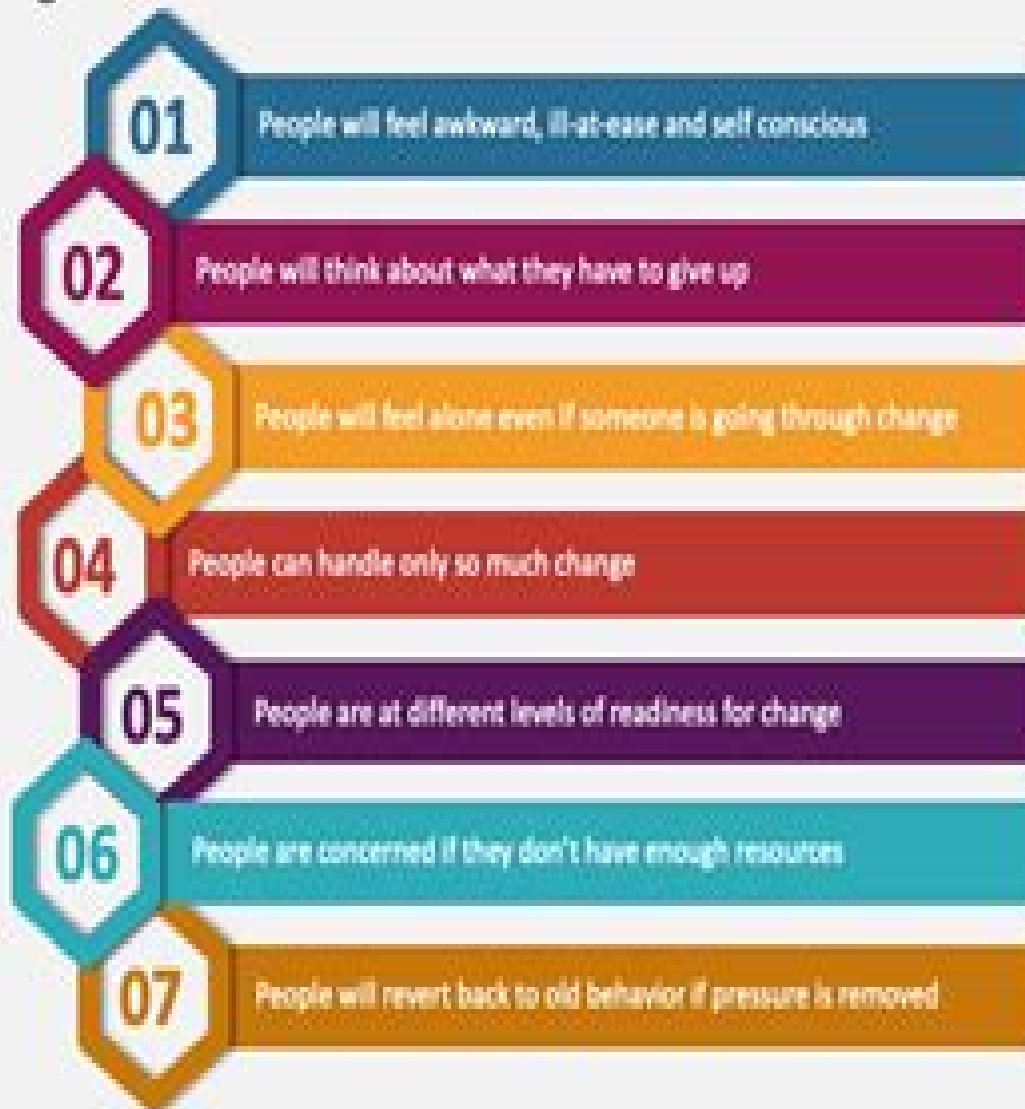 01
People will feel awkward, ill-at-ease and self conscious
02
People will think about what they have to give up
03
People will feel alone even if someone is going through change
04
People can handle only so much change
05
People are at different levels of readiness for change
06
People are concerned if they don't have enough resources
07
People will revert back to old behavior if pressure is removed